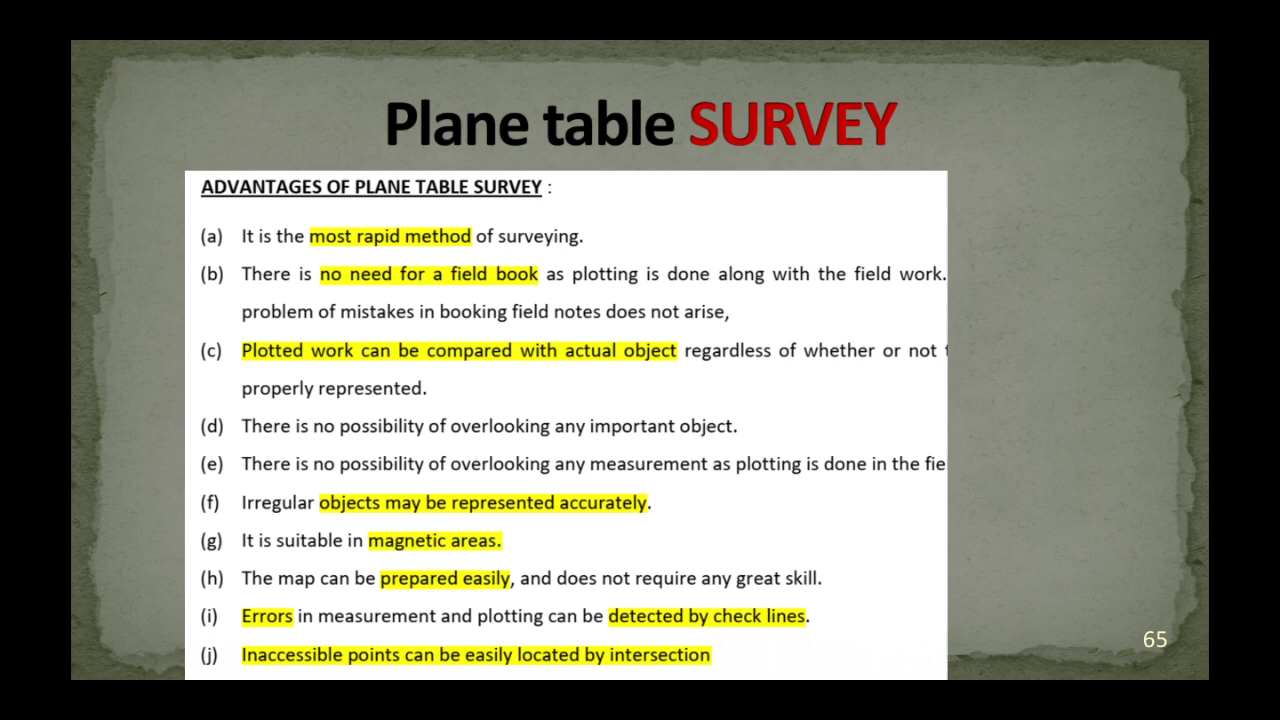 Plane table SURVEY
ADVANTAGES OF PLANE TABLE SURVEY :
(a) It is the most rapid method of surveying.
(b) There is no need for a field book as plotting is done along with the field work.
problem of mistakes in booking field notes does not arise,
(c) Plotted work can be compared with actual object regardless of whether or not
properly represented.
(d) There is no possibility of overlooking any important object.
(e) There is no possibility of overlooking any measurement as plotting is done in the fie
(f) Irregular objects may be represented accurately.
(g) It is suitable in magnetic areas.
(h) The map can be prepared easily, and does not require any great skill.
(i) Errors in measurement and plotting can be detected by check lines.
(j) Inaccessible points can be easily located by intersection
65